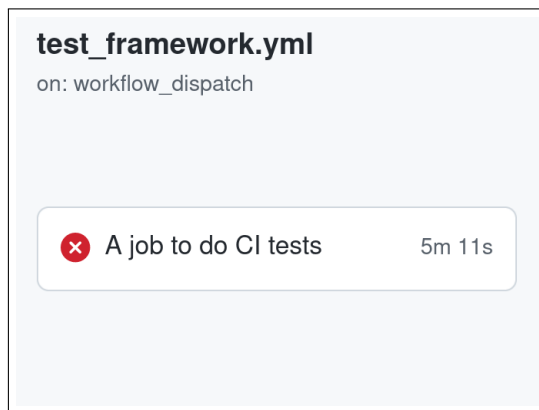 test_framework.yml
on: workflow_dispatch
A job to do CI tests 5m 11s